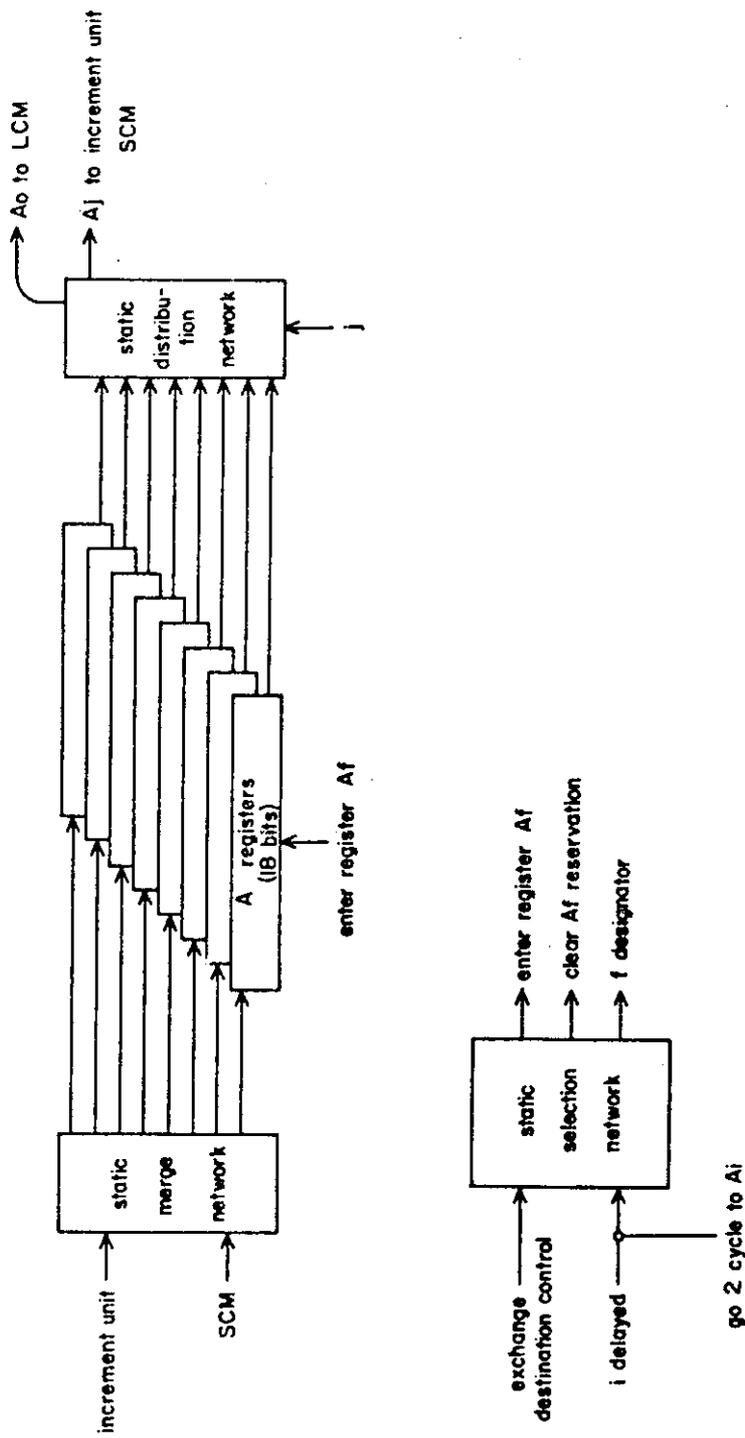 increment unit
SCM
static
merge
network
A registers
(18 bits)
enter register Af
static
distribu-
tion
network
j
Ao to LCM
Aj to increment unit
SCM
exchange
destination control
i delayed
go 2 cycle to Ai
static
selection
network
enter register Af
clear Af reservation
f designator